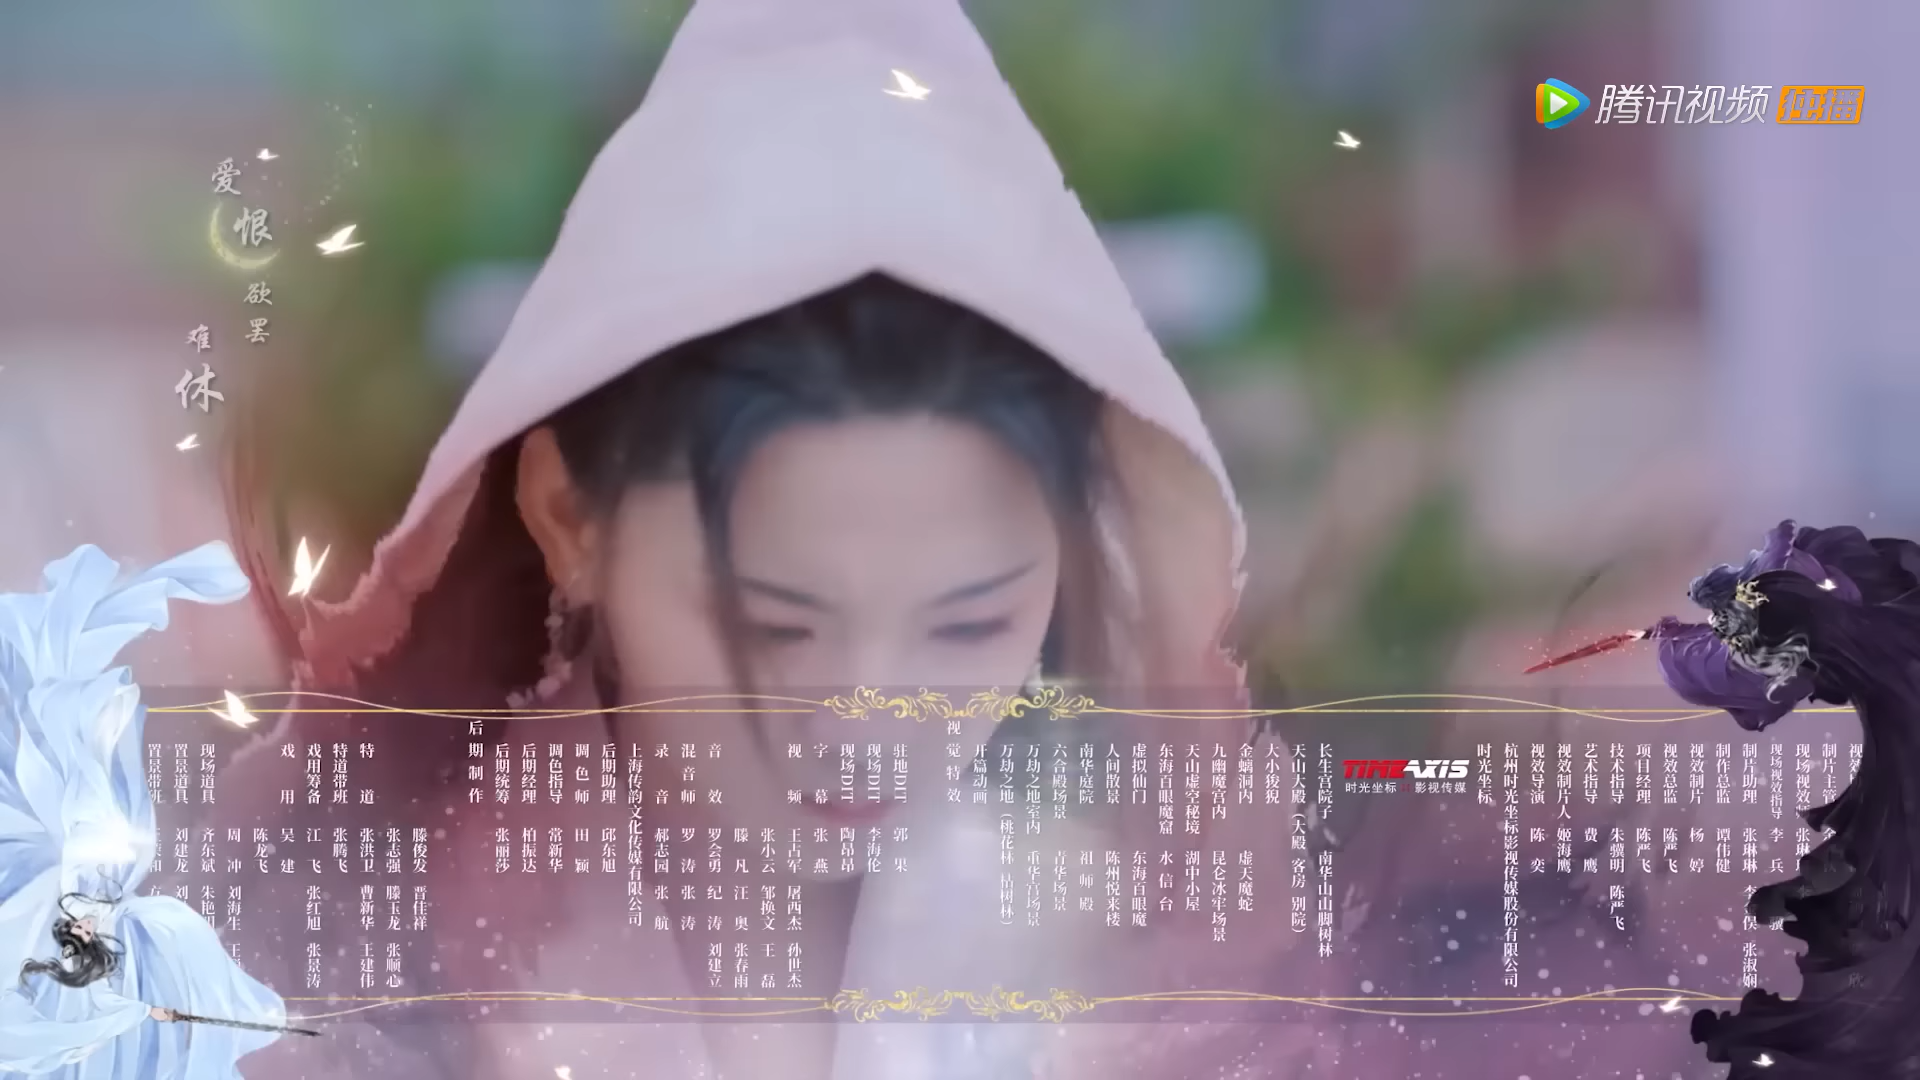 腾讯视频 独播
爱恨欲罢
难休
置景道具 刘建龙
现场道具 齐东斌
周冲 刘海生
陈龙飞
戏用 吴建
戏用筹备 江飞 张红旭 张景涛
特道带班 张腾飞
特道 张洪卫 曹新华 王建伟
张志强 滕玉龙 张顺心
滕俊发 晋佳祥
后期制作
后期统筹 张丽莎
后期经理 柏振达
调色指导 常新华
调色师 田颖
后期助理 邱东旭
上海传韵文化传媒有限公司
录音 郝志园 张航
混音师 罗涛 张涛
音效 罗会勇 纪涛 刘建立
滕凡 汪奥 张春雨
张小云 邹换文 王磊
视频 王占军 屠西杰 孙世杰
字幕 张燕
现场DIT 陶昂昂
现场DIT 李海伦
驻地DIT 郭果
视觉特效
开篇动画
万劫之地(桃花林 枯树林)
万劫之地室内 重华宫场景
六合殿场景 青华场景
南华庭院 祖师殿
人间散景 陈州悦来楼
虚拟仙门 东海百眼魔
东海百眼魔窟 水信台
天山虚空秘境 湖中小屋
九幽魔宫内 昆仑冰牢场景
金螭洞内 虚天魔蛇
大小狻猊
天山大殿(大殿 客房 别院)
长生宫院子 南华山山脚树林
TIMEAXIS
时光坐标 影视传媒
时光坐标
杭州时光坐标影视传媒股份有限公司
视效导演 陈奕
视效制片人 姬海鹰
艺术指导 费鹰
技术指导 朱骥明 陈严飞
项目经理 陈严飞
视效总监 陈严飞
视效制片 杨婷
制作总监 谭伟健
制片助理 张琳琳 张淑娴
现场视效指导 李兵
制片主管